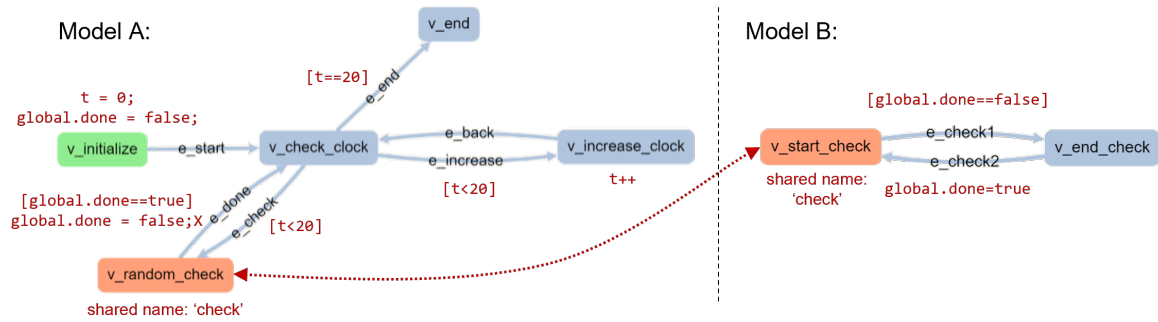 Model A:
v_end
[t==20]
e_end
t = 0;
global.done = false;
v_initialize
e_start
v_check_clock
e_back
e_increase
v_increase_clock
[t<20]
t++
[global.done==true]
global.done = false;X
e_done
e_check
[t<20]
v_random_check
shared name: ‘check’
Model B:
[global.done==false]
v_start_check
e_check1
e_check2
v_end_check
shared name:
‘check’
global.done=true